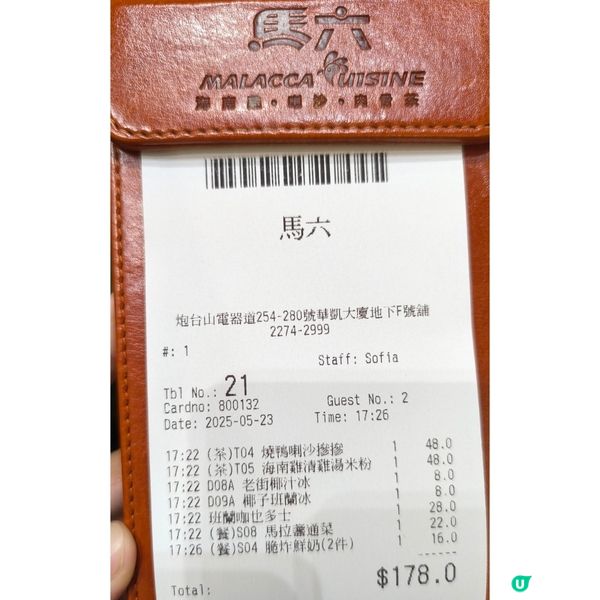 馬六
MALACCA CUISINE
海南雞・喇沙・肉骨茶
馬六
炮台山電器道254-280號華凱大廈地下F號舖
2274-2999
#: 1
Staff: Sofia
Tbl No.: 21
Guest No.: 2
Cardno: 800132
Date: 2025-05-23 Time: 17:26
17:22 (茶)T04 燒鴨喇沙摻摻 1 48.0
17:22 (茶)T05 海南雞清雞湯米粉 1 48.0
17:22 D08A 老街椰汁冰 1 8.0
17:22 D09A 椰子班蘭冰 1 8.0
17:22 班蘭咖也多士 1 28.0
17:22 (餐)S08 馬拉盞通菜 1 22.0
17:26 (餐)S04 脆炸鮮奶(2件) 1 16.0
------
Total: $178.0